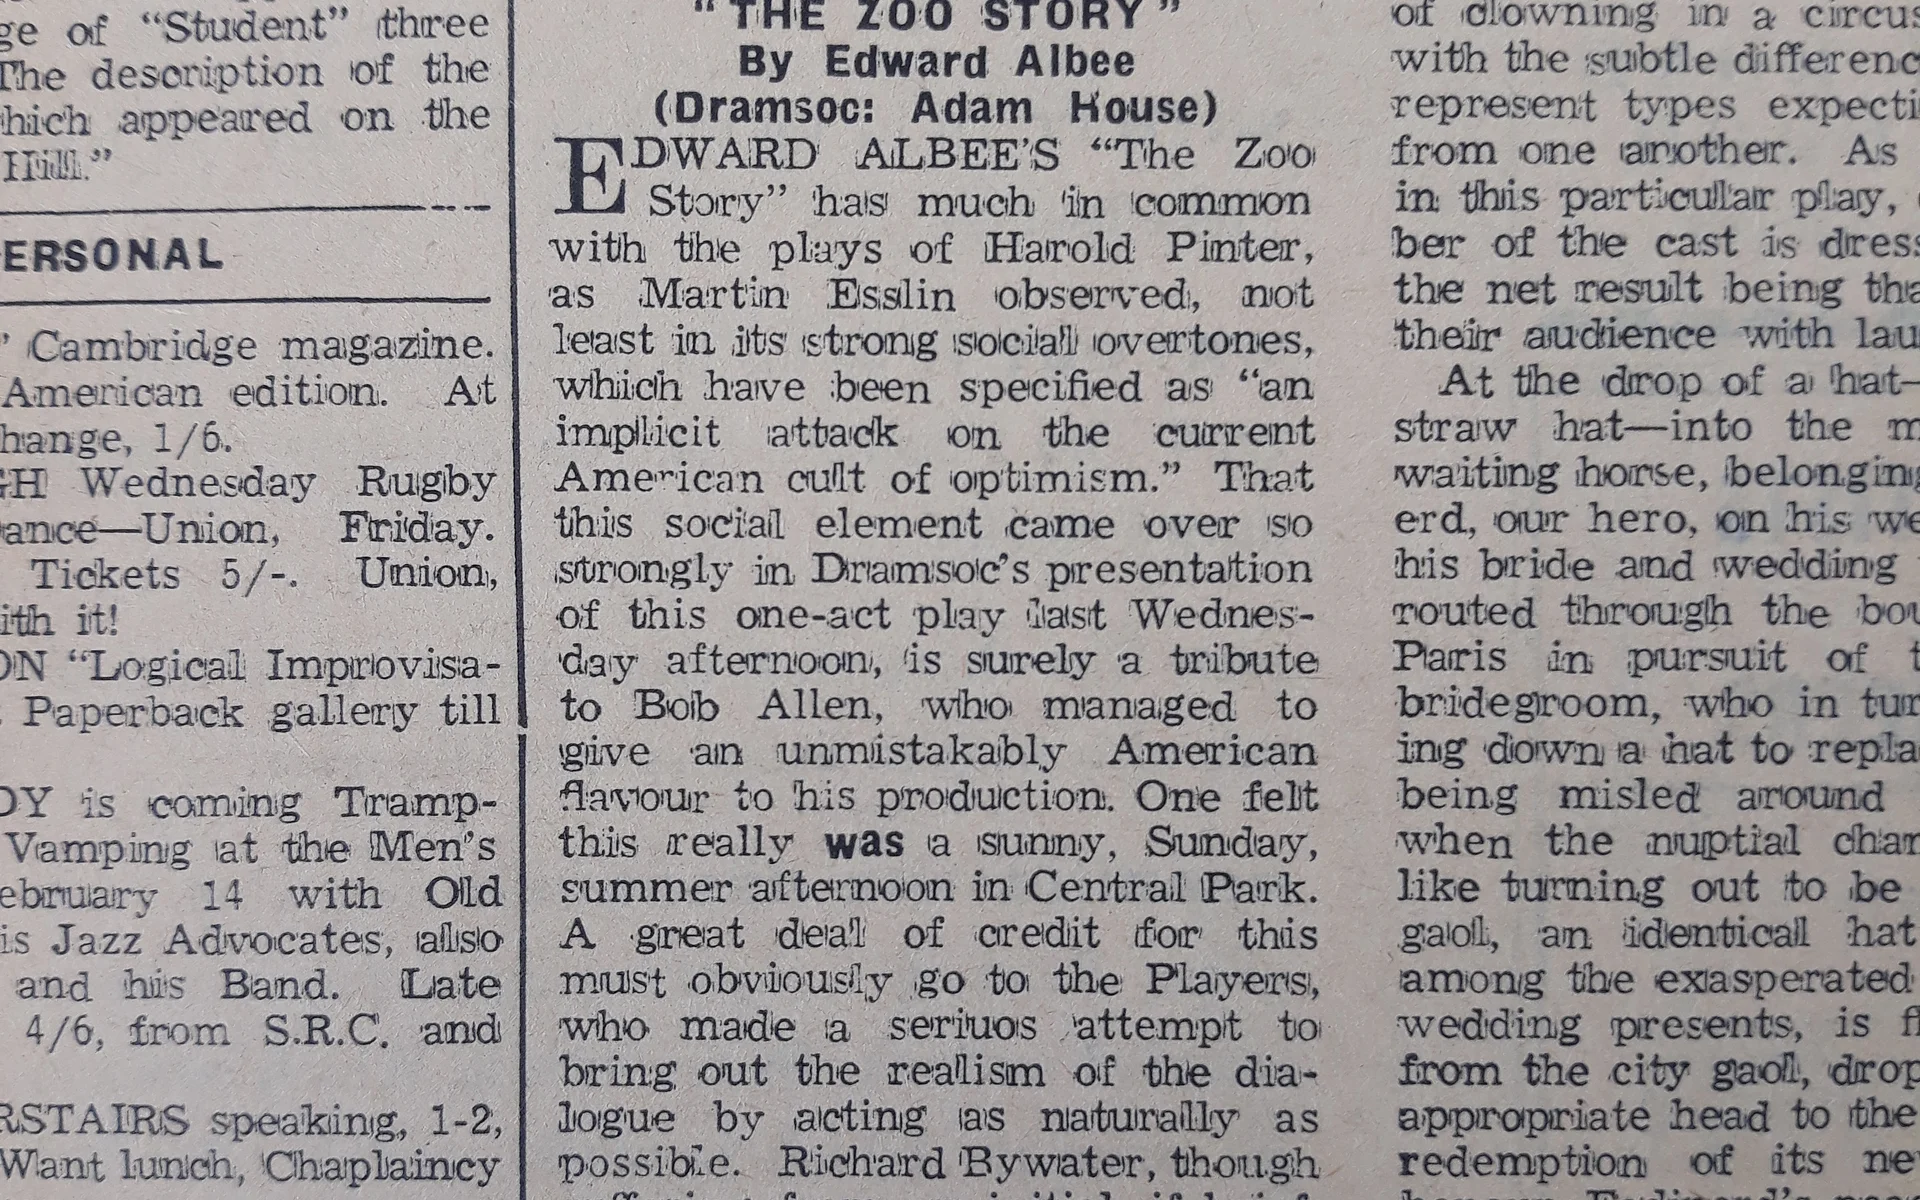 ge of “Student” three
The description of the
which appeared on the
Hill.”
PERSONAL
’ Cambridge magazine.
American edition. At
hange, 1/6.
GH Wednesday Rugby
ance—Union, Friday.
Tickets 5/-. Union,
ith it!
ON “Logical Improvisa-
Paperback gallery till
DY is coming Tramp-
Vamping at the Men’s
ebruary 14 with Old
is Jazz Advocates, also
and his Band. Late
4/6, from S.R.C. and
RSTAIRS speaking, 1-2,
Want lunch, Chaplaincy
“THE ZOO STORY”
By Edward Albee
(Dramsoc: Adam House)
EDWARD ALBEE’S “The Zoo
Story” has much in common
with the plays of Harold Pinter,
as Martin Esslin observed, not
least in its strong social overtones,
which have been specified as “an
implicit attack on the current
American cult of optimism.” That
this social element came over so
strongly in Dramsoc’s presentation
of this one-act play last Wednes-
day afternoon, is surely a tribute
to Bob Allen, who managed to
give an unmistakably American
flavour to his production. One felt
this really was a sunny, Sunday,
summer afternoon in Central Park.
A great deal of credit for this
must obviously go to the Players,
who made a seriuos attempt to
bring out the realism of the dia-
logue by acting as naturally as
possible. Richard Bywater, though
of clowning in a circus
with the subtle differenc
represent types expecti
from one another. As
in this particular play,
ber of the cast is dress
the net result being tha
their audience with lau
At the drop of a hat—
straw hat—into the m
waiting horse, belonging
erd, our hero, on his we
his bride and wedding
routed through the bou
Paris in pursuit of t
bridegroom, who in tur
ing down a hat to repla
being misled around
when the nuptial cham
like turning out to be
gaol, an identical hat
among the exasperated
wedding presents, is fl
from the city gaol, drop
appropriate head to the
redemption of its ne